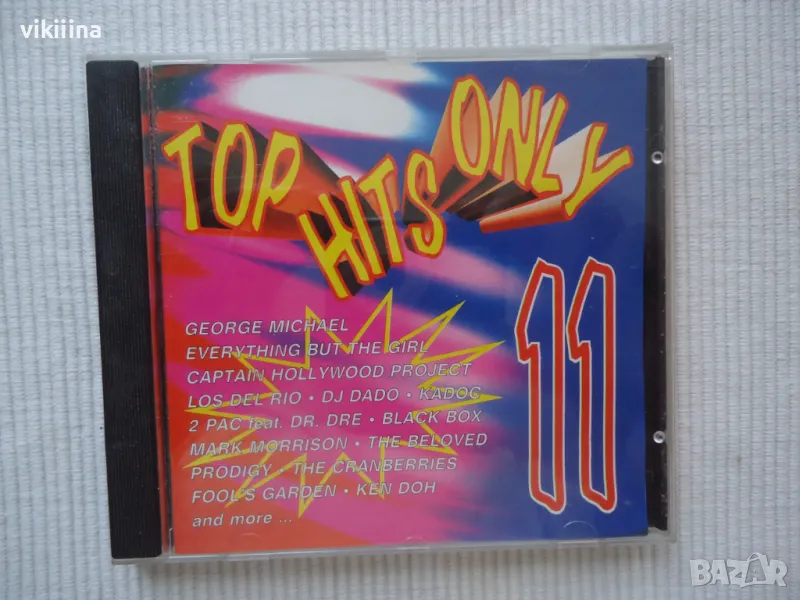 vikiiina
TOP HITS ONLY
11
GEORGE MICHAEL
EVERYTHING BUT THE GIRL
CAPTAIN HOLLYWOOD PROJECT
LOS DEL RIO • DJ DADO • KADOC
2 PAC feat. DR. DRE • BLACK BOX
MARK MORRISON • THE BELOVED
PRODIGY • THE CRANBERRIES
FOOL'S GARDEN • KEN DOH
and more ...
BAZAR
bg